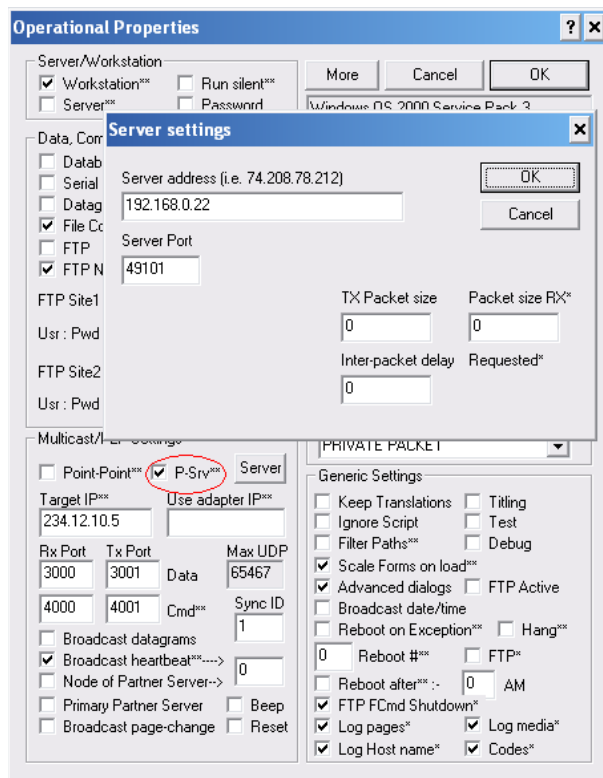 Operational Properties
Server/Workstation
Workstation** Run silent**
Server** Password
More Cancel OK
Windows OS 2000 Service Pack 3
Data, Com
Datab
Serial
Datag
File Co
FTP
FTP N
FTP Site1
Usr : Pwd
FTP Site2
Usr : Pwd
Server settings
Server address (i.e. 74.208.78.212)
192.168.0.22
OK
Cancel
Server Port
49101
TX Packet size Packet size RX*
0 0
Inter-packet delay Requested*
0
PRIVATE PACKET
Multicast/
Point-Point** P-Srv** Server
Target IP** Use adapter IP**
234.12.10.5
Rx Port Tx Port Max UDP
3000 3001 Data 65467
4000 4001 Cmd** Sync ID
1
Broadcast datagrams
Broadcast heartbeat**---->
Node of Partner Server-->
0
Primary Partner Server Beep
Broadcast page-change Reset
Generic Settings
Keep Translations Titling
Ignore Script Test
Filter Paths** Debug
Scale Forms on load**
Advanced dialogs FTP Active
Broadcast date/time
Reboot on Exception** Hang**
0 Reboot #** FTP*
Reboot after** :- 0 AM
FTP FCmd Shutdown*
Log pages* Log media*
Log Host name* Codes*